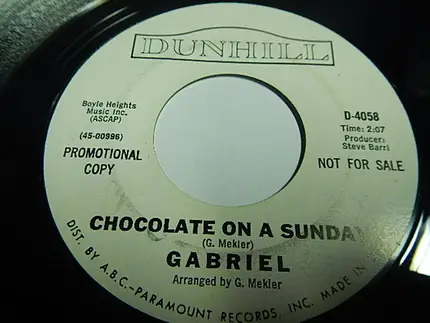 DUNHILL
Boyle Heights
Music Inc.
(ASCAP)
(45-00996)
PROMOTIONAL
COPY
D-4058
Time: 2:07
Producer:
Steve Barri
NOT FOR SALE
CHOCOLATE ON A SUNDAY
(G. Mekler)
GABRIEL
Arranged by G. Mekler
DIST. BY A.B.C.-PARAMOUNT RECORDS, INC. MADE IN